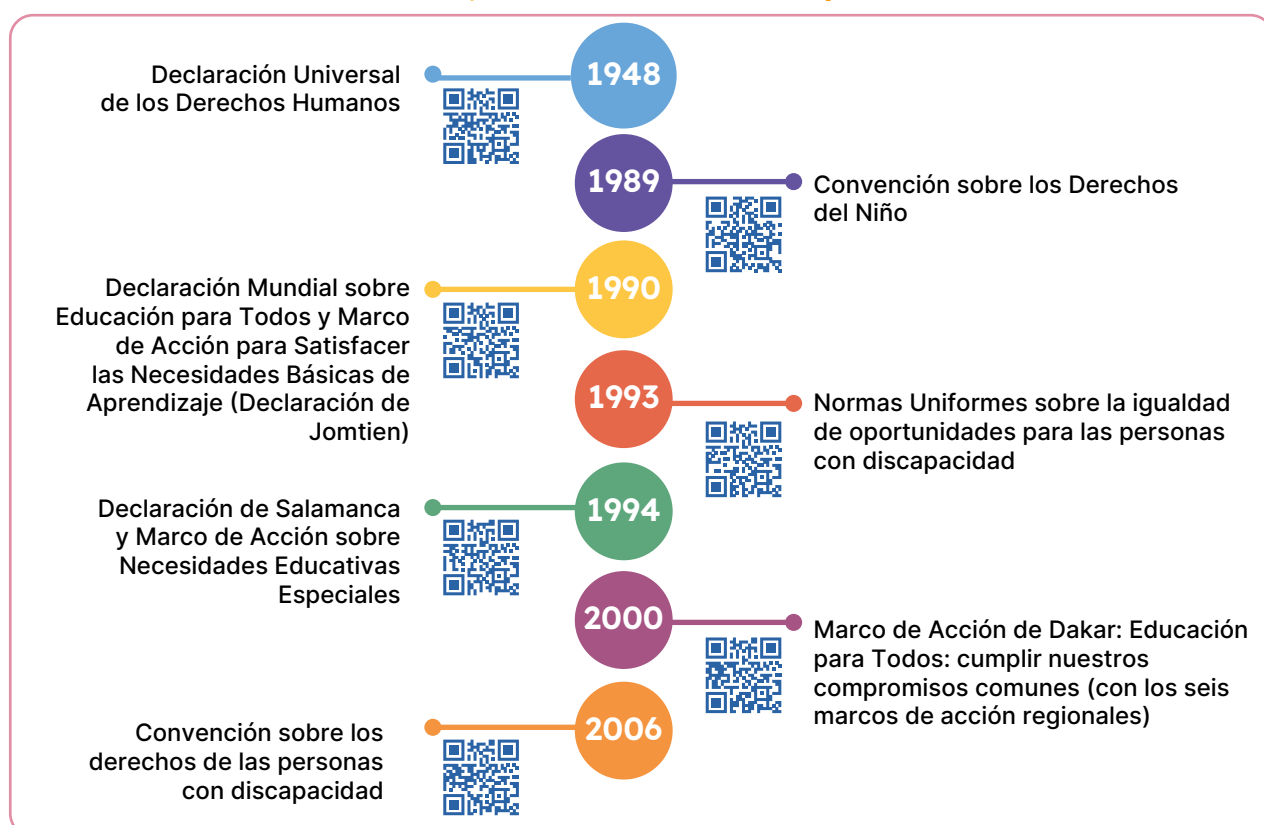 1948
Declaración Universal
de los Derechos Humanos
1989
Convención sobre los Derechos
del Niño
1990
Declaración Mundial sobre
Educación para Todos y Marco
de Acción para Satisfacer
las Necesidades Básicas de
Aprendizaje (Declaración de
Jomtien)
1993
Normas Uniformes sobre la igualdad
de oportunidades para las personas
con discapacidad
1994
Declaración de Salamanca
y Marco de Acción sobre
Necesidades Educativas
Especiales
2000
Marco de Acción de Dakar: Educación
para Todos: cumplir nuestros
compromisos comunes (con los seis
marcos de acción regionales)
2006
Convención sobre los
derechos de las personas
con discapacidad